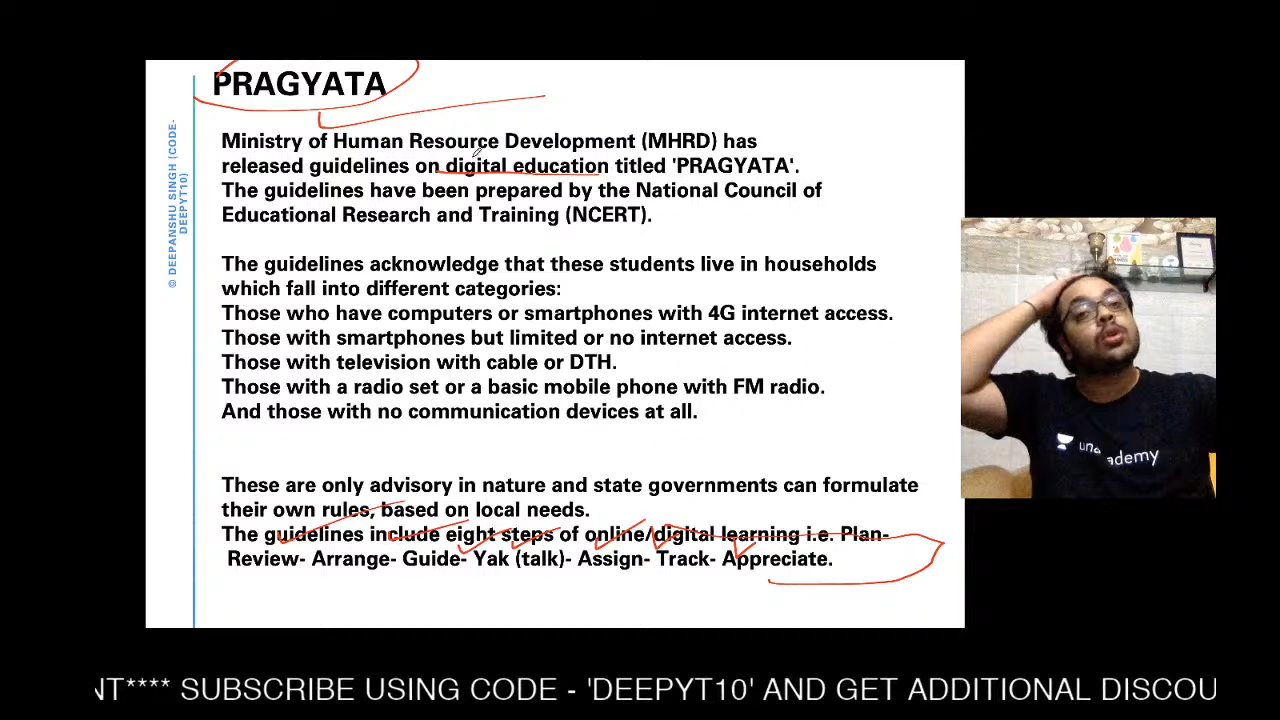 PRAGYATA
© DEEPANSHU SINGH (CODE-
DEEPYT10)
Ministry of Human Resource Development (MHRD) has
released guidelines on digital education titled 'PRAGYATA'.
The guidelines have been prepared by the National Council of
Educational Research and Training (NCERT).
The guidelines acknowledge that these students live in households
which fall into different categories:
Those who have computers or smartphones with 4G internet access.
Those with smartphones but limited or no internet access.
Those with television with cable or DTH.
Those with a radio set or a basic mobile phone with FM radio.
And those with no communication devices at all.
These are only advisory in nature and state governments can formulate
their own rules, based on local needs.
The guidelines include eight steps of online/digital learning i.e. Plan-
Review- Arrange- Guide- Yak (talk)- Assign- Track- Appreciate.
unacademy
NT**** SUBSCRIBE USING CODE - 'DEEPYT10' AND GET ADDITIONAL DISCOU